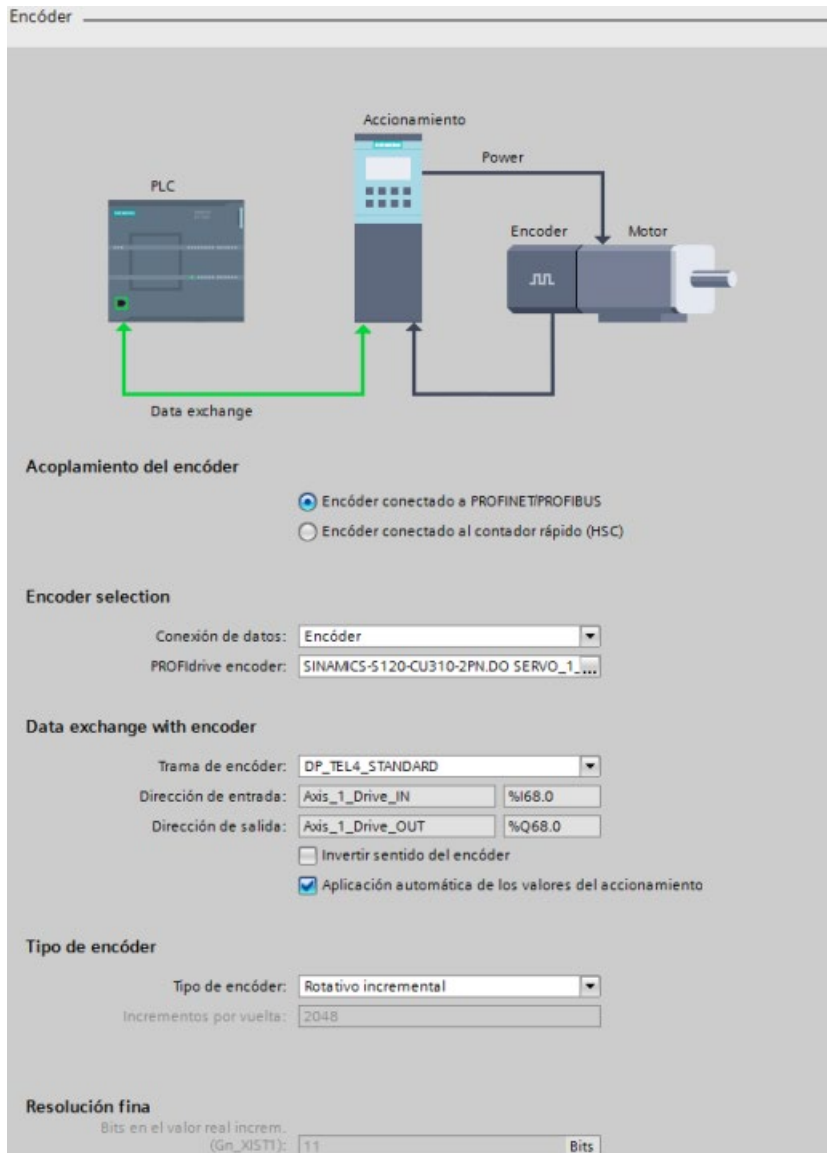 Encóder
Accionamiento
Power
PLC
Encoder Motor
Data exchange
Acoplamiento del encóder
Encóder conectado a PROFINET/PROFIBUS
Encóder conectado al contador rápido (HSC)
Encoder selection
Conexión de datos: Encóder
PROFIdrive encoder: SINAMICS-S120-CU310-2PN.DO SERVO_1_...
Data exchange with encoder
Trama de encóder: DP_TEL4_STANDARD
Dirección de entrada: Axis_1_Drive_IN %I68.0
Dirección de salida: Axis_1_Drive_OUT %Q68.0
Invertir sentido del encóder
Aplicación automática de los valores del accionamiento
Tipo de encóder
Tipo de encóder: Rotativo incremental
Incrementos por vuelta: 2048
Resolución fina
Bits en el valor real increm.
(Gn_XIST1): 11 Bits